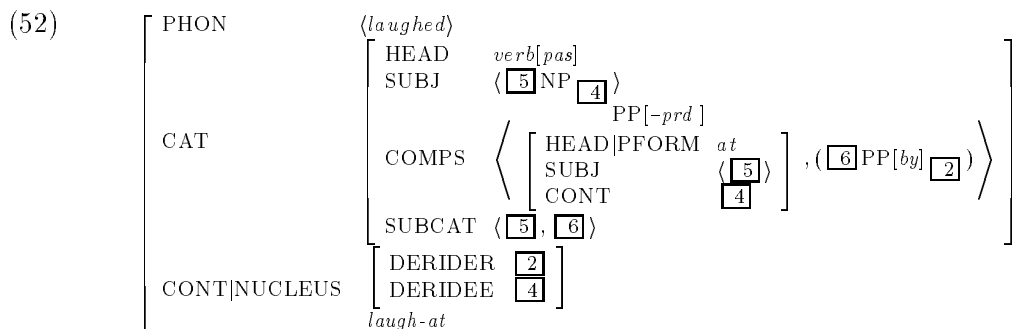 (52)
PHON ⟨laughed⟩
HEAD verb[pas]
SUBJ ⟨ 5 NP 4 ⟩
PP[-prd ]
CAT
COMPS ⟨ HEAD|PFORM at , ( 6 PP[by] 2 ) ⟩
SUBJ ⟨ 5 ⟩
CONT 4
SUBCAT ⟨ 5 , 6 ⟩
DERIDER 2
CONT|NUCLEUS
DERIDEE 4
laugh-at